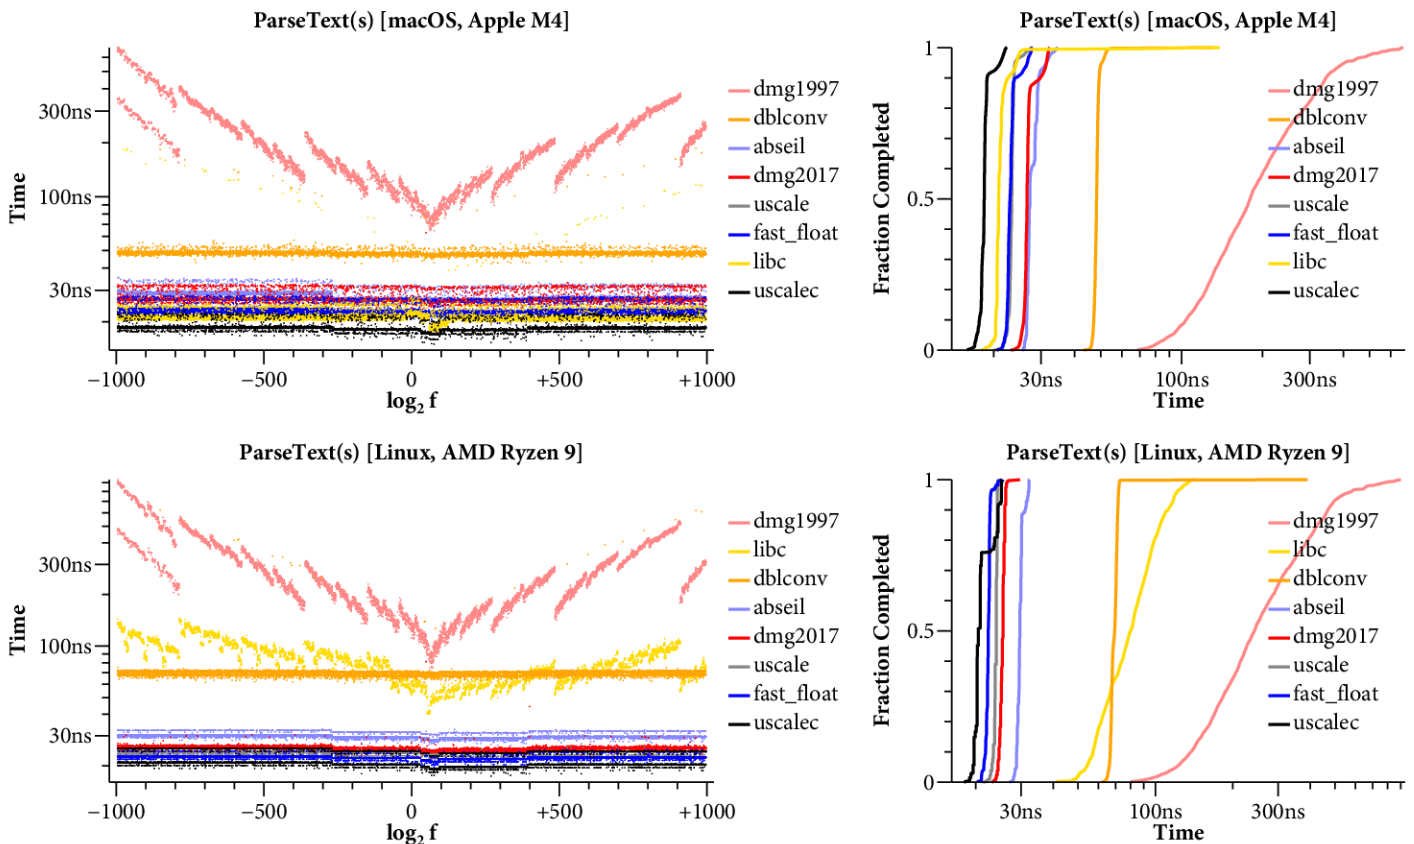 ParseText(s) [macOS, Apple M4]
Time
300ns
100ns
30ns
−1000
−500
0
+500
+1000
log2 f
dmg1997
dblconv
abseil
dmg2017
uscale
fast_float
libc
uscalec
ParseText(s) [macOS, Apple M4]
Fraction Completed
1
0.5
0
30ns
100ns
300ns
Time
dmg1997
dblconv
abseil
dmg2017
uscale
fast_float
libc
uscalec
ParseText(s) [Linux, AMD Ryzen 9]
Time
300ns
100ns
30ns
−1000
−500
0
+500
+1000
log2 f
dmg1997
libc
dblconv
abseil
dmg2017
uscale
fast_float
uscalec
ParseText(s) [Linux, AMD Ryzen 9]
Fraction Completed
1
0.5
0
30ns
100ns
300ns
Time
dmg1997
libc
dblconv
abseil
dmg2017
uscale
fast_float
uscalec